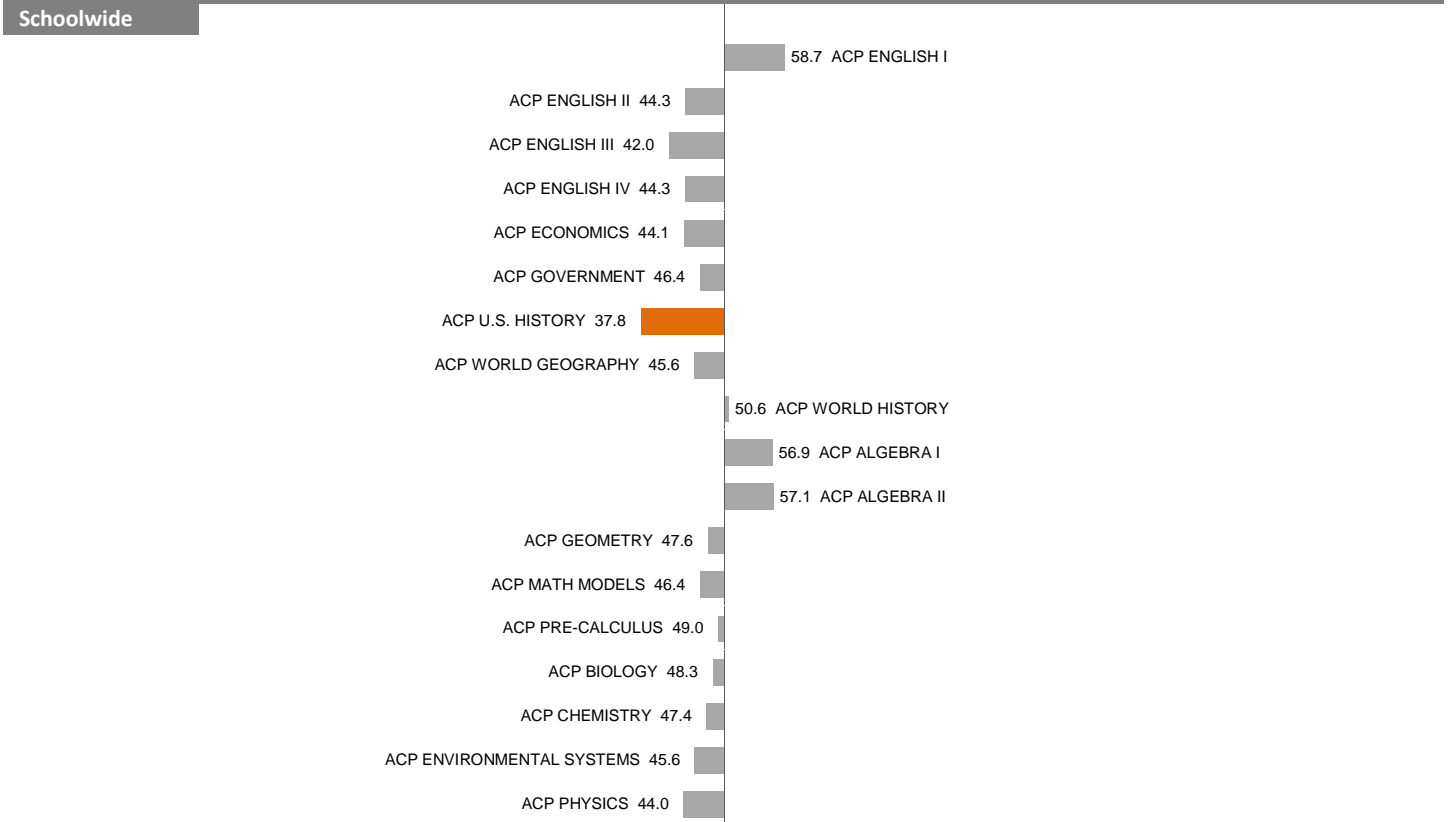 Schoolwide
58.7 ACP ENGLISH I
ACP ENGLISH II 44.3
ACP ENGLISH III 42.0
ACP ENGLISH IV 44.3
ACP ECONOMICS 44.1
ACP GOVERNMENT 46.4
ACP U.S. HISTORY 37.8
ACP WORLD GEOGRAPHY 45.6
50.6 ACP WORLD HISTORY
56.9 ACP ALGEBRA I
57.1 ACP ALGEBRA II
ACP GEOMETRY 47.6
ACP MATH MODELS 46.4
ACP PRE-CALCULUS 49.0
ACP BIOLOGY 48.3
ACP CHEMISTRY 47.4
ACP ENVIRONMENTAL SYSTEMS 45.6
ACP PHYSICS 44.0